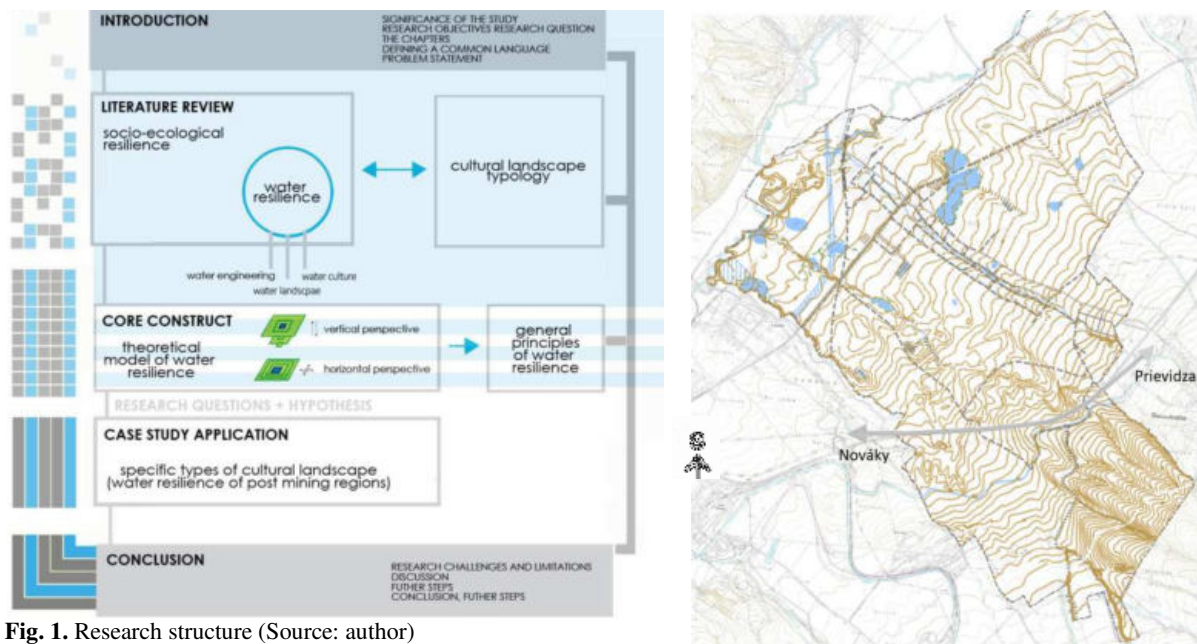 INTRODUCTION
SIGNIFICANCE OF THE STUDY
RESEARCH OBJECTIVES RESEARCH QUESTION
THE CHAPTERS
DEFINING A COMMON LANGUAGE
PROBLEM STATEMENT
LITERATURE REVIEW
socio-ecological
resilience
water
resilience
cultural landscape
typology
water engineering
water culture
water landscpae
CORE CONSTRUCT
theoretical
model of water
resilience
vertical perspective
horizontal perspective
general
principles
of water
resilience
RESEARCH QUESTIONS + HYPOTHESIS
CASE STUDY APPLICATION
specific types of cultural landscape
(water resilience of post mining regions)
CONCLUSION
RESEARCH CHALLENGES AND LIMITATIONS
DISCUSSION
FUTHER STEPS
CONCLUSION, FUTHER STEPS
Fig. 1. Research structure (Source: author)
Prievidza
Nováky